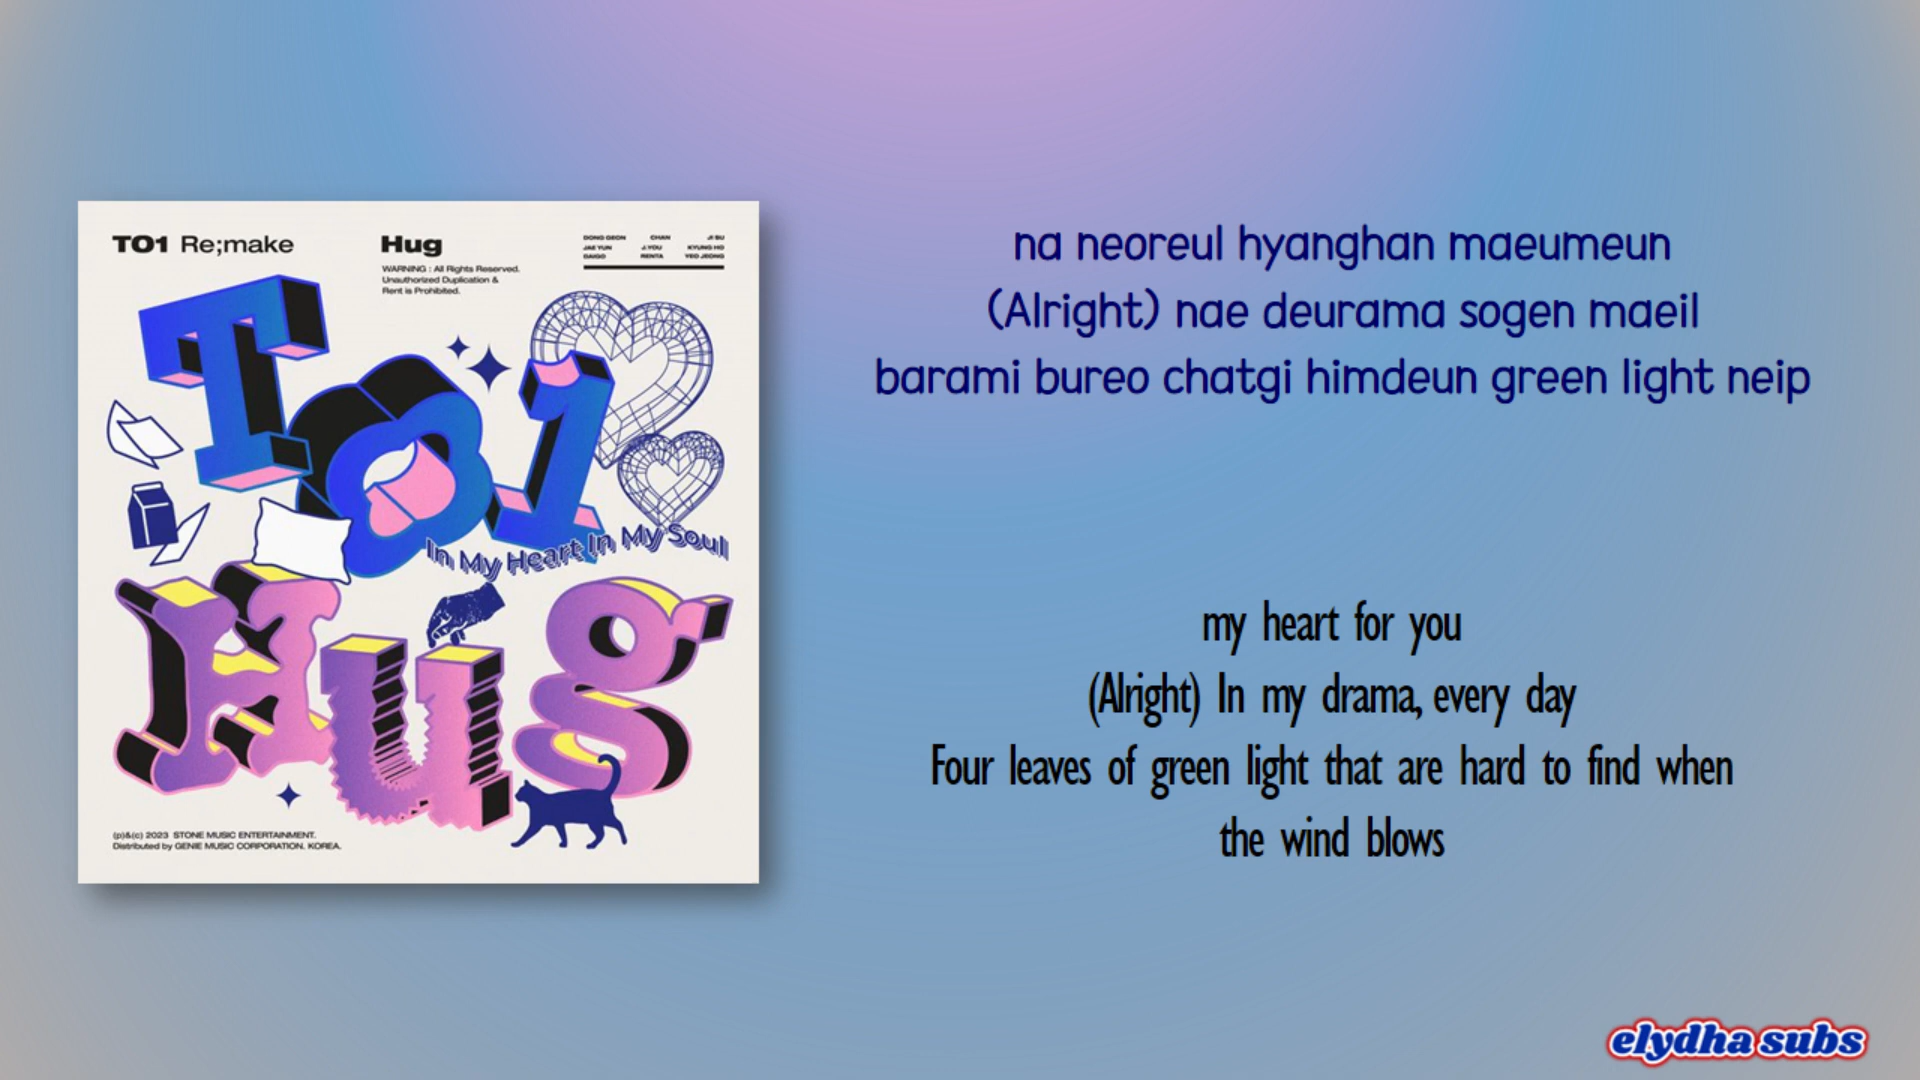 TO1 Re;make
Hug
WARNING : All Rights Reserved.
Unauthorized Duplication &
Rent is Prohibited.
DONG GEON CHAN JI SU
JAE YUN J.YOU KYUNG HO
DAIGO RENTA YEO JEONG
To1
In My Heart In My Soul
Hug
(p)&(c) 2023 STONE MUSIC ENTERTAINMENT.
Distributed by GENIE MUSIC CORPORATION. KOREA.
na neoreul hyanghan maeumeun
(Alright) nae deurama sogen maeil
barami bureo chatgi himdeun green light neip
my heart for you
(Alright) In my drama, every day
Four leaves of green light that are hard to find when
the wind blows
elydha subs